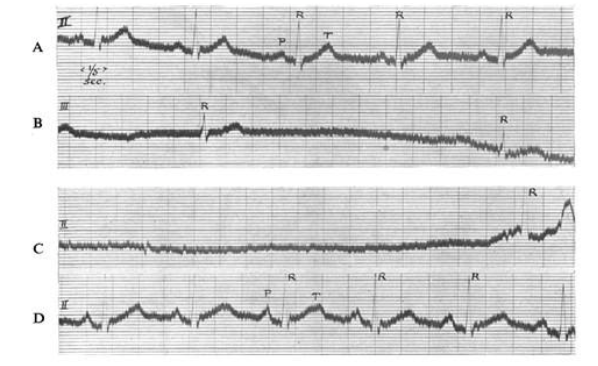 II R R R
A P T
<1/5>
sec.
III
B R R
R
II
C
R R R
II P T
D